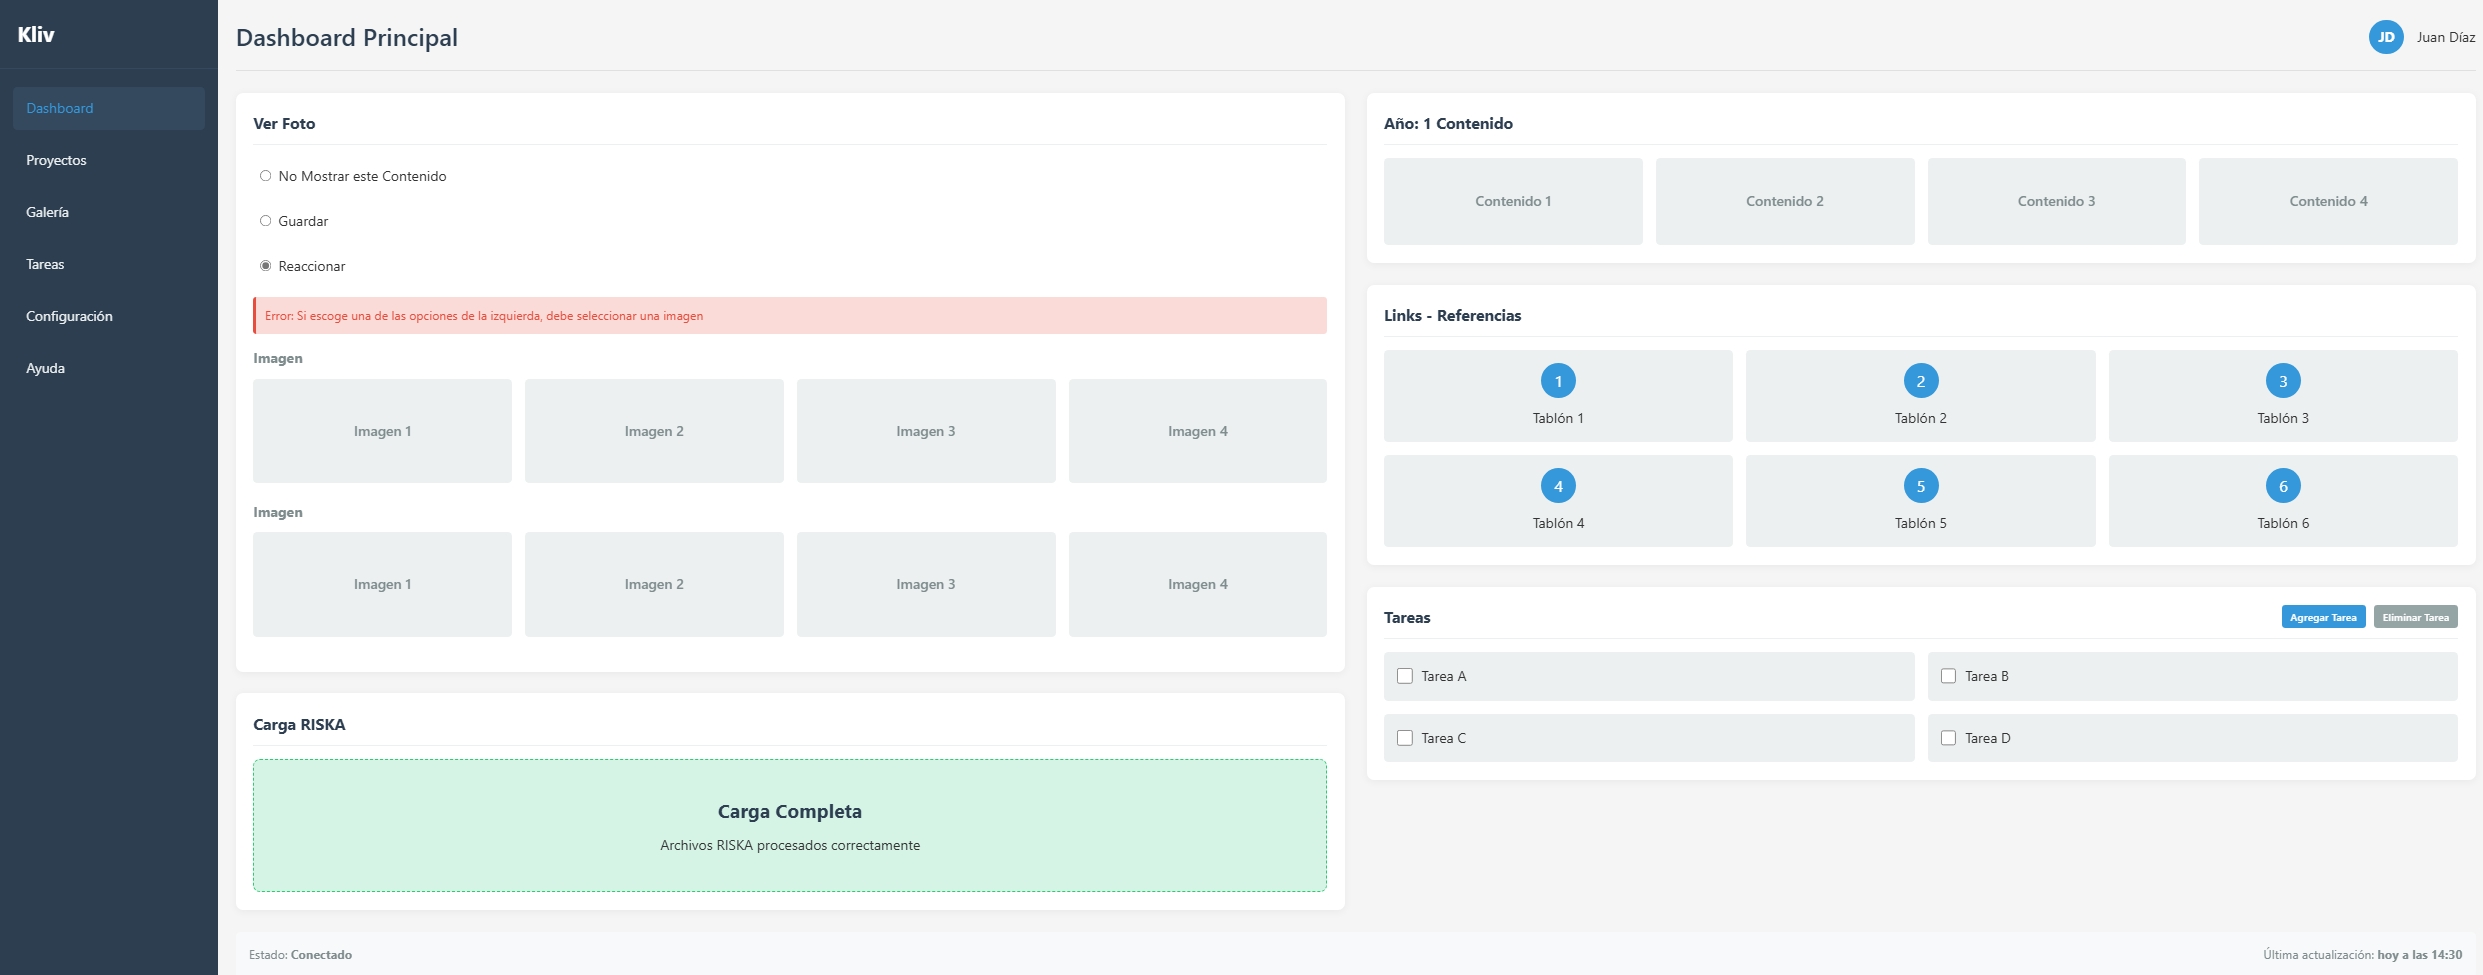 Kliv
Dashboard
Proyectos
Galería
Tareas
Configuración
Ayuda
Dashboard Principal
JD Juan Díaz
Ver Foto
No Mostrar este Contenido
Guardar
Reaccionar
Error: Si escoge una de las opciones de la izquierda, debe seleccionar una imagen
Imagen
Imagen 1 Imagen 2 Imagen 3 Imagen 4
Imagen
Imagen 1 Imagen 2 Imagen 3 Imagen 4
Carga RISKA
Carga Completa
Archivos RISKA procesados correctamente
Año: 1 Contenido
Contenido 1 Contenido 2 Contenido 3 Contenido 4
Links - Referencias
1 2 3
Tablón 1 Tablón 2 Tablón 3
4 5 6
Tablón 4 Tablón 5 Tablón 6
Tareas Agregar Tarea Eliminar Tarea
Tarea A Tarea B
Tarea C Tarea D
Estado: Conectado Última actualización: hoy a las 14:30